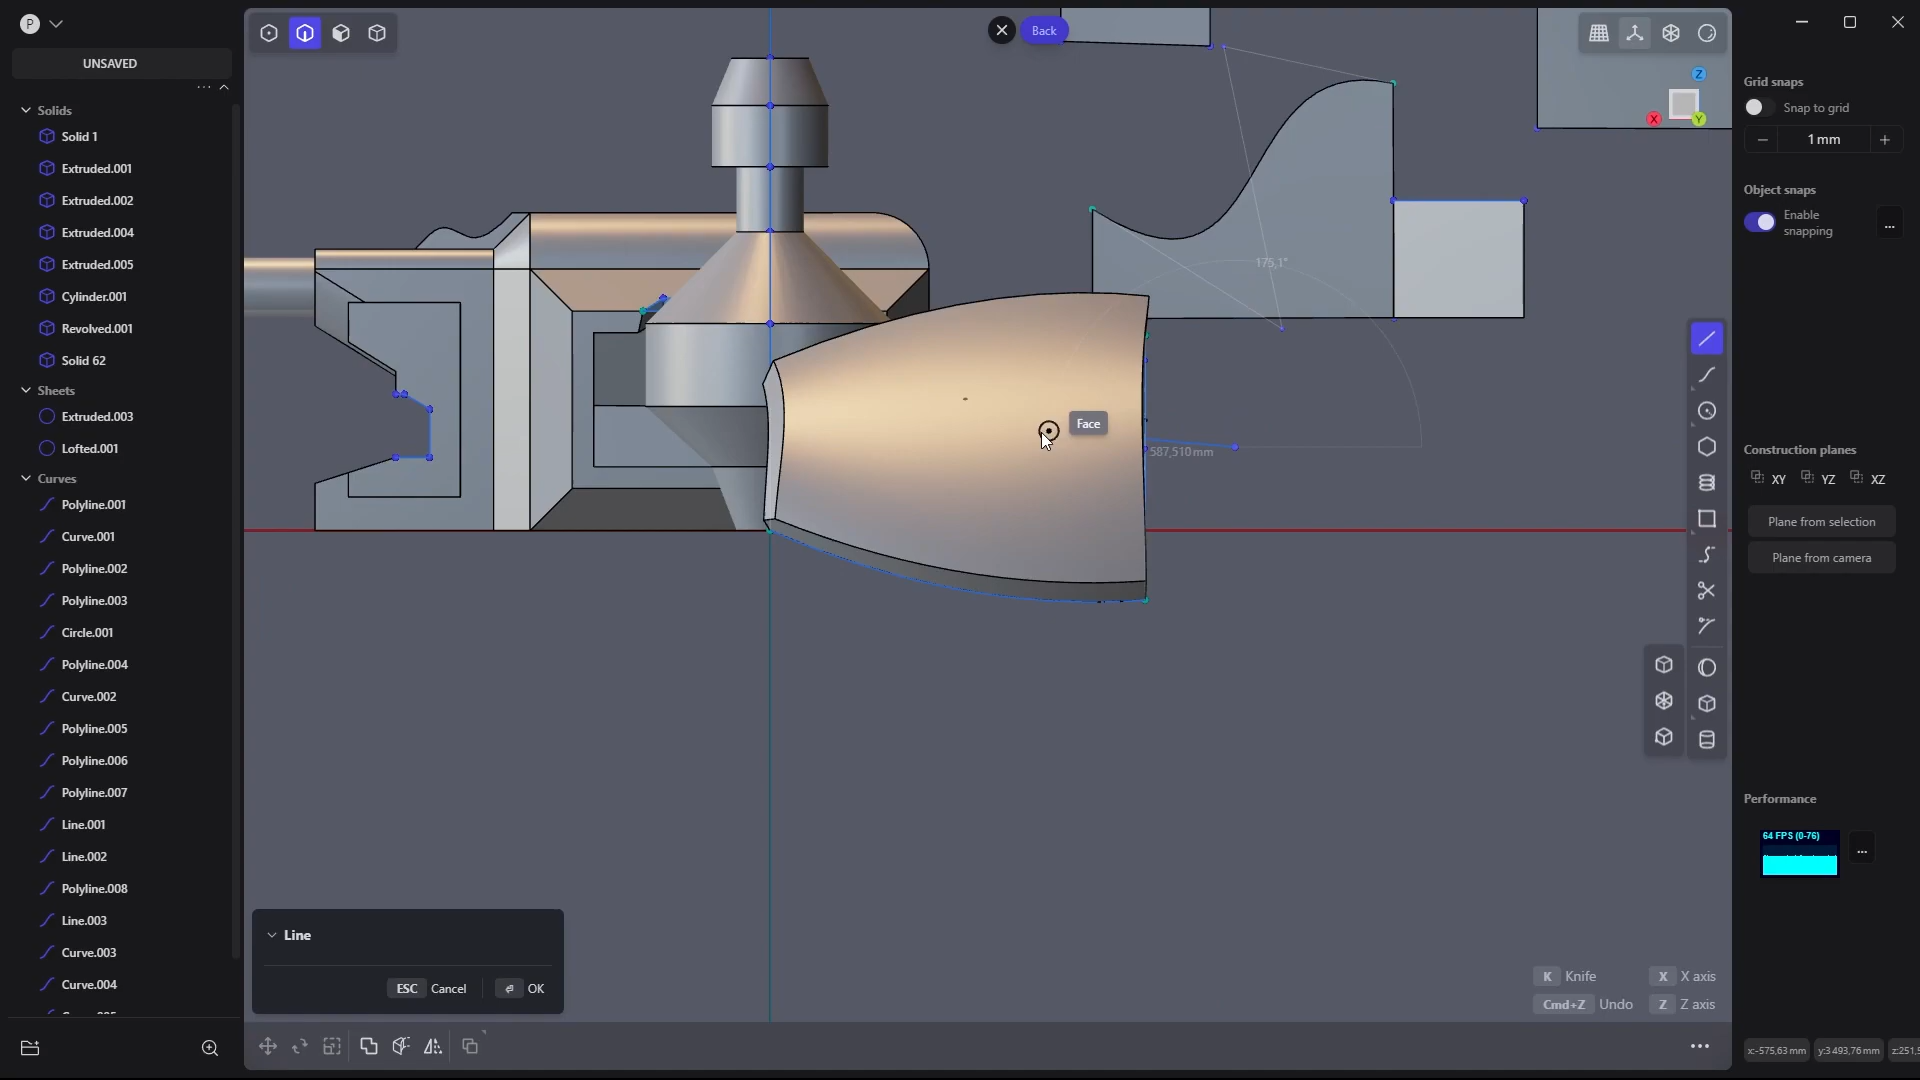 P
UNSAVED
Solids
Solid 1
Extruded.001
Extruded.002
Extruded.004
Extruded.005
Cylinder.001
Revolved.001
Solid 62
Sheets
Extruded.003
Lofted.001
Curves
Polyline.001
Curve.001
Polyline.002
Polyline.003
Circle.001
Polyline.004
Curve.002
Polyline.005
Polyline.006
Polyline.007
Line.001
Line.002
Polyline.008
Line.003
Curve.003
Curve.004
Back
175,1°
Face
587,510 mm
Line
ESC Cancel
OK
K Knife
X X axis
Cmd+Z Undo
Z Z axis
Z
X
Y
Grid snaps
Snap to grid
1 mm
Object snaps
Enable
snapping
Construction planes
XY
YZ
XZ
Plane from selection
Plane from camera
Performance
64 FPS (0-76)
x:-575,63 mm
y:3 493,76 mm